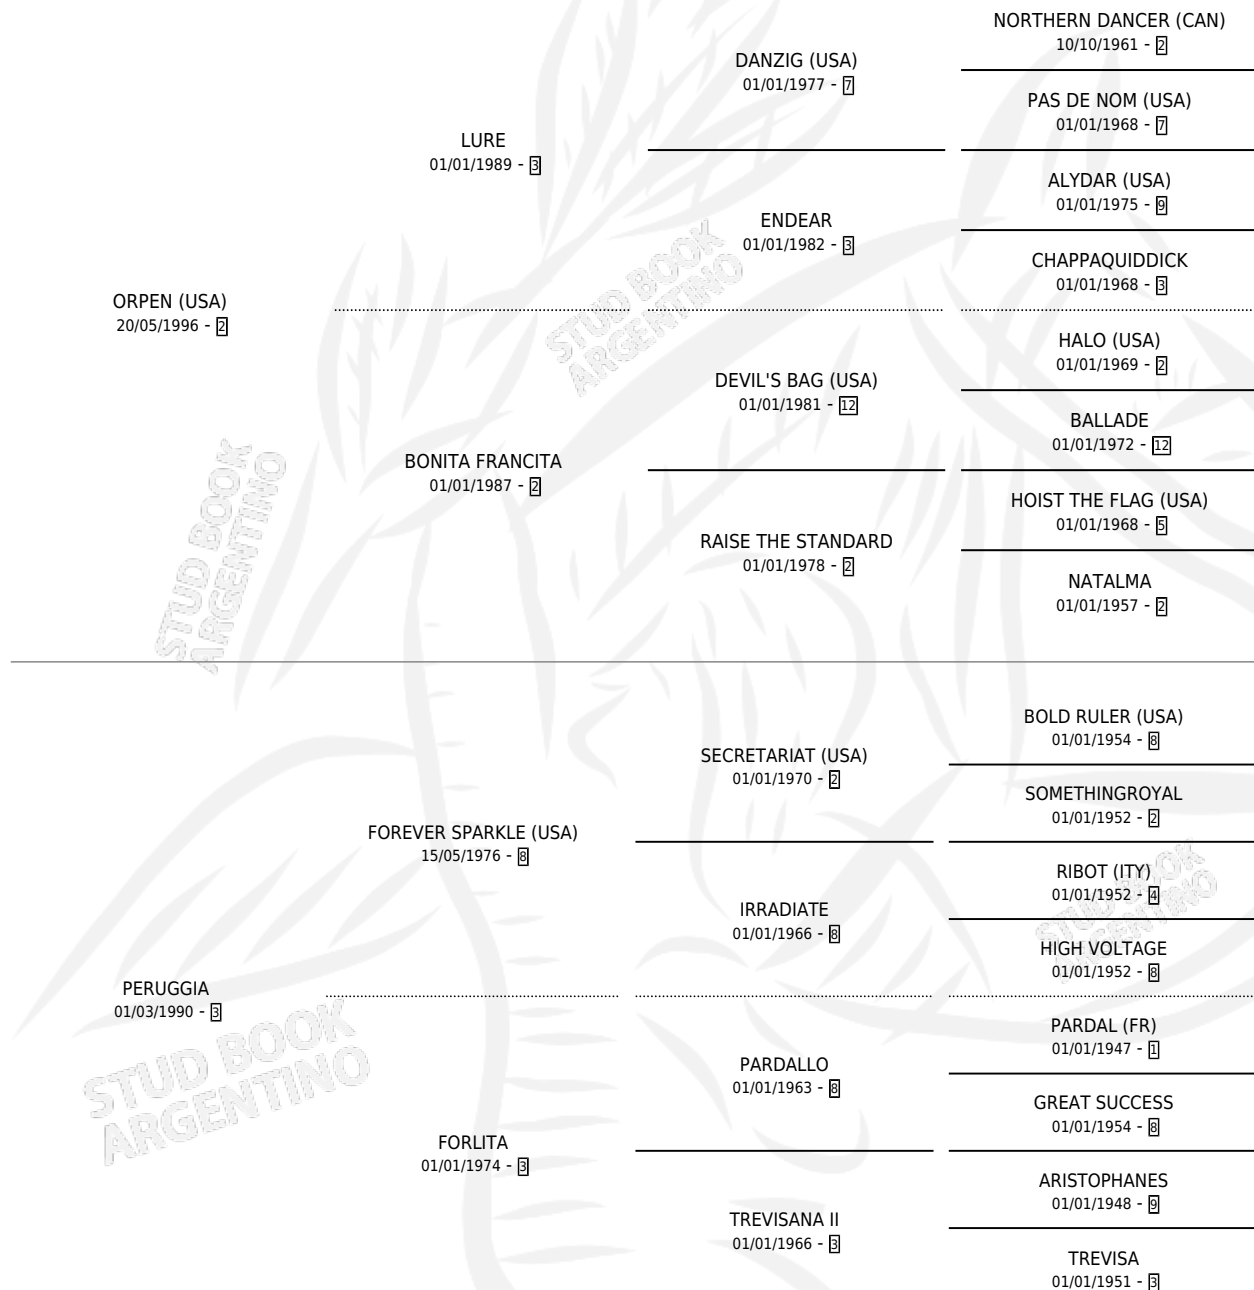 NORTHERN DANCER (CAN)
10/10/1961 - 2
DANZIG (USA)
01/01/1977 - 7
PAS DE NOM (USA)
01/01/1968 - 7
LURE
01/01/1989 - 3
ALYDAR (USA)
01/01/1975 - 9
ENDEAR
01/01/1982 - 3
CHAPPAQUIDDICK
01/01/1968 - 3
ORPEN (USA)
20/05/1996 - 2
STUD BOOK
ARGENTINO
HALO (USA)
01/01/1969 - 2
DEVIL'S BAG (USA)
01/01/1981 - 12
BALLADE
01/01/1972 - 12
BONITA FRANCITA
01/01/1987 - 2
HOIST THE FLAG (USA)
01/01/1968 - 5
RAISE THE STANDARD
01/01/1978 - 2
NATALMA
01/01/1957 - 2
STUD BOOK
ARGENTINO
BOLD RULER (USA)
01/01/1954 - 8
SECRETARIAT (USA)
01/01/1970 - 2
SOMETHINGROYAL
01/01/1952 - 2
FOREVER SPARKLE (USA)
15/05/1976 - 8
RIBOT (ITY)
01/01/1952 - 4
IRRADIATE
01/01/1966 - 8
HIGH VOLTAGE
01/01/1952 - 8
STUD BOOK
ARGENTINO
PERUGGIA
01/03/1990 - 3
PARDAL (FR)
01/01/1947 - 1
PARDALLO
01/01/1963 - 8
GREAT SUCCESS
01/01/1954 - 8
STUD BOOK
ARGENTINO
FORLITA
01/01/1974 - 3
ARISTOPHANES
01/01/1948 - 9
TREVISANA II
01/01/1966 - 3
TREVISA
01/01/1951 - 3